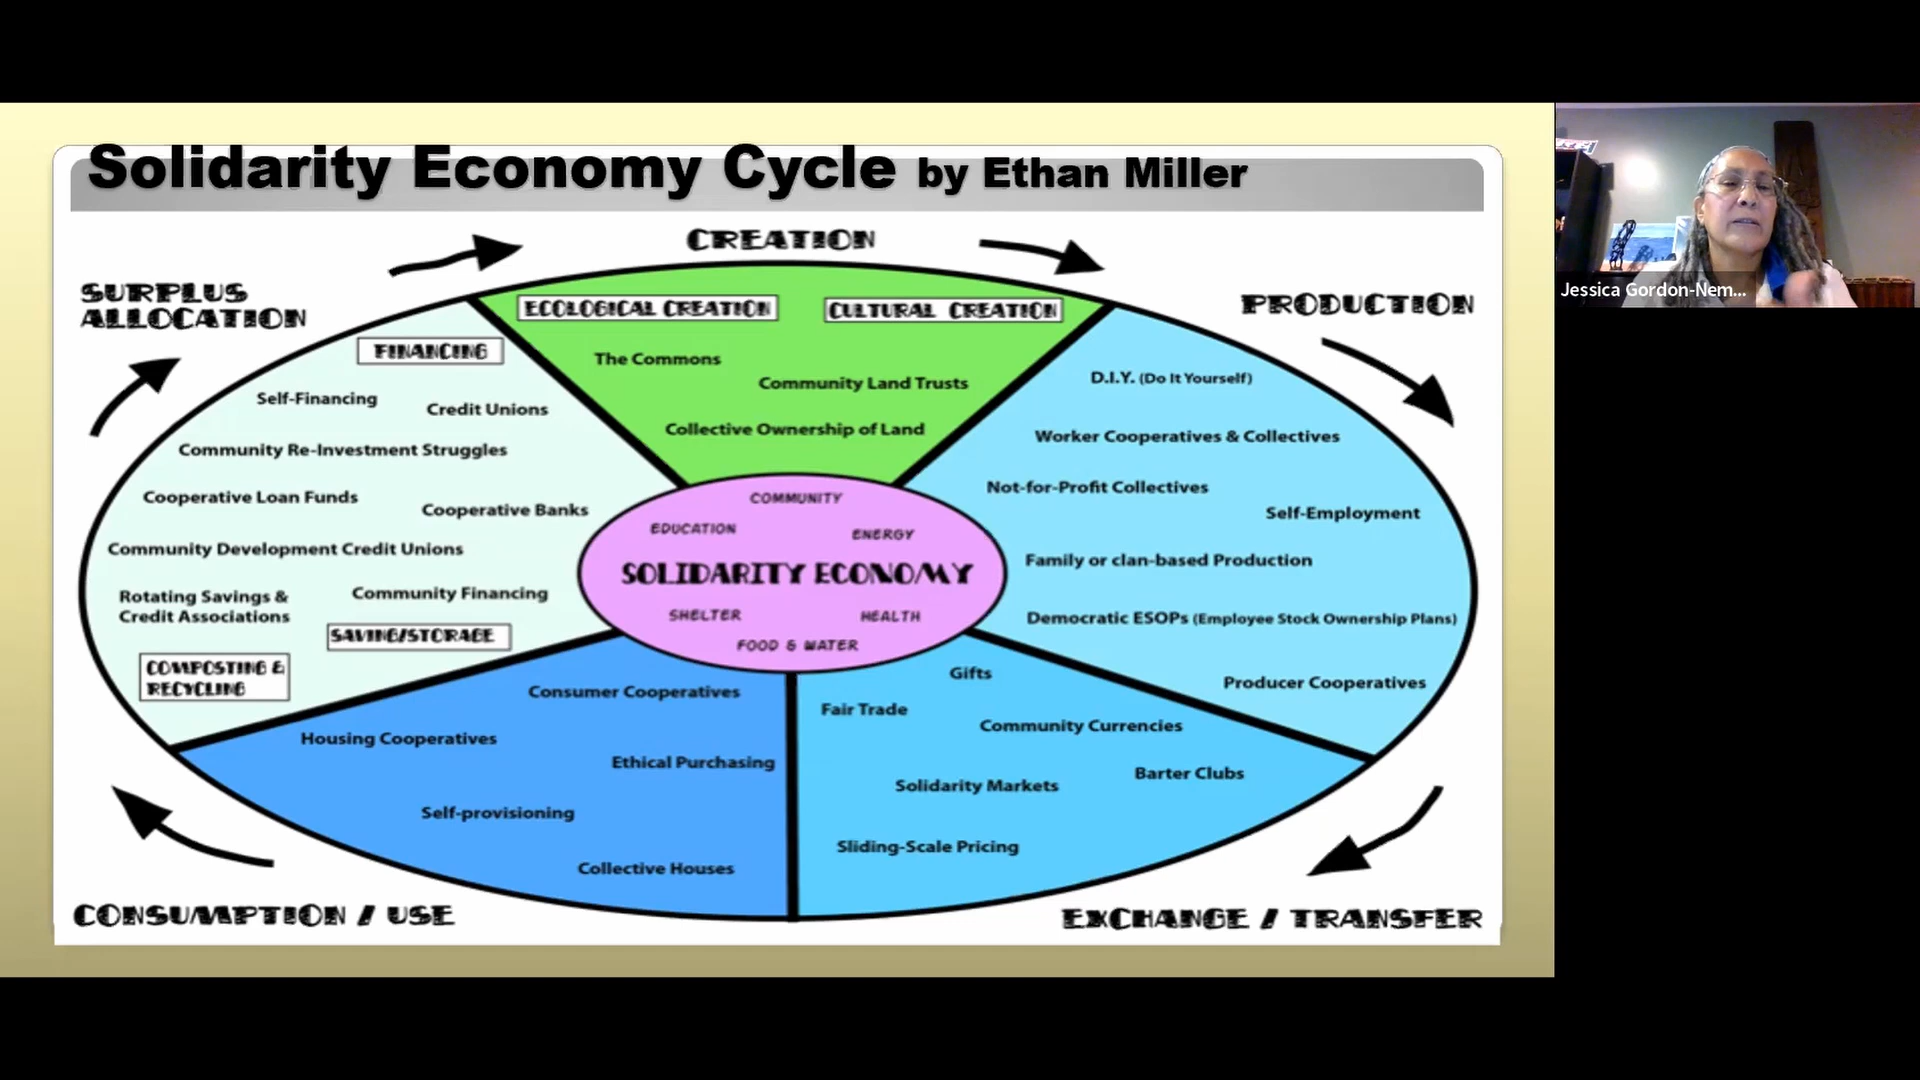 Solidarity Economy Cycle by Ethan Miller
CREATION
SURPLUS
ALLOCATION
PRODUCTION
ECOLOGICAL CREATION
CULTURAL CREATION
The Commons
Community Land Trusts
Collective Ownership of Land
FINANCING
Self-Financing
Credit Unions
Community Re-Investment Struggles
Cooperative Loan Funds
Cooperative Banks
Community Development Credit Unions
Rotating Savings &
Credit Associations
Community Financing
SAVING/STORAGE
COMPOSTING &
RECYCLING
D.I.Y. (Do It Yourself)
Worker Cooperatives & Collectives
Not-for-Profit Collectives
Self-Employment
Family or clan-based Production
Democratic ESOPs (Employee Stock Ownership Plans)
Producer Cooperatives
COMMUNITY
EDUCATION
ENERGY
SOLIDARITY ECONOMY
SHELTER
HEALTH
FOOD & WATER
Consumer Cooperatives
Housing Cooperatives
Ethical Purchasing
Self-provisioning
Collective Houses
Gifts
Fair Trade
Community Currencies
Solidarity Markets
Barter Clubs
Sliding-Scale Pricing
CONSUMPTION / USE
EXCHANGE / TRANSFER
Jessica Gordon-Nem...